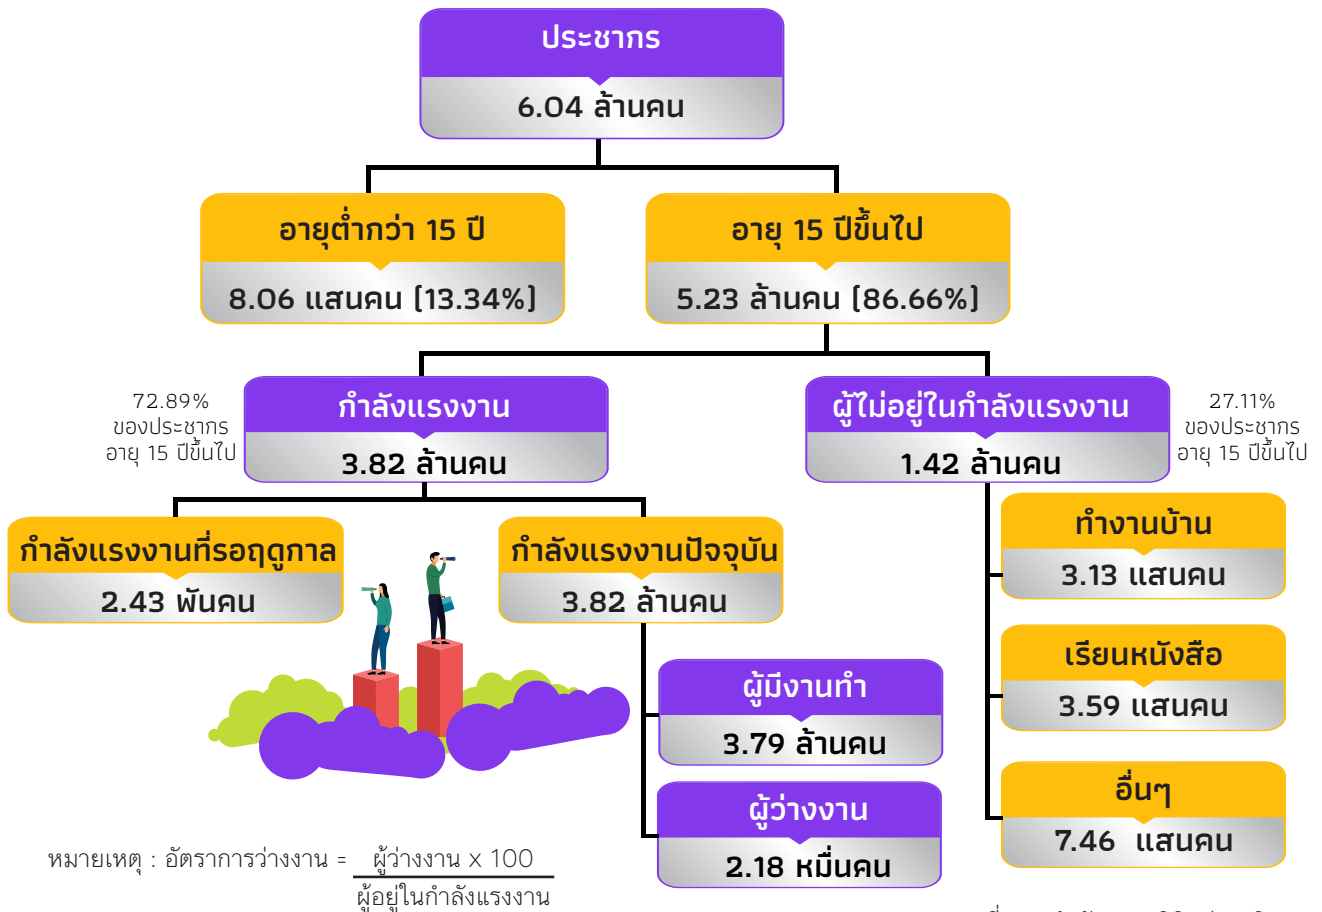 ประชากร
6.04 ล้านคน
อายุต่ำกว่า 15 ปี
8.06 แสนคน (13.34%)
อายุ 15 ปีขึ้นไป
5.23 ล้านคน (86.66%)
72.89%
ของประชากร
อายุ 15 ปีขึ้นไป
กำลังแรงงาน
3.82 ล้านคน
ผู้ไม่อยู่ในกำลังแรงงาน
1.42 ล้านคน
27.11%
ของประชากร
อายุ 15 ปีขึ้นไป
กำลังแรงงานที่รอฤดูกาล
2.43 พันคน
กำลังแรงงานปัจจุบัน
3.82 ล้านคน
ทำงานบ้าน
3.13 แสนคน
เรียนหนังสือ
3.59 แสนคน
ผู้มีงานทำ
3.79 ล้านคน
อื่นๆ
7.46 แสนคน
ผู้ว่างงาน
2.18 หมื่นคน
หมายเหตุ : อัตราการว่างงาน = ผู้ว่างงาน x 100
ผู้อยู่ในกำลังแรงงาน